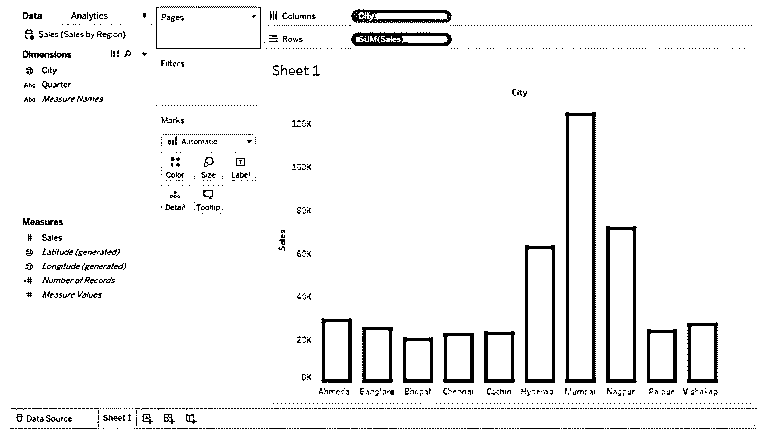 Data Analytics
Sales (Sales by Region)
Dimensions
City
Abc Quarter
Abc Measure Names
Measures
# Sales
Latitude (generated)
Longitude (generated)
# Number of Records
# Measure Values
Pages
Filters
Marks
Automatic
Color Size Label
Detail Tooltip
Columns City
Rows SUM(Sales)
Sheet 1
City
Sales
120K
100K
80K
60K
40K
20K
0K
Ahmeda Banglore Bhopal Chennai Cochin Hyderab Mumbai Nagpur Raipur Vishakap
Data Source Sheet 1